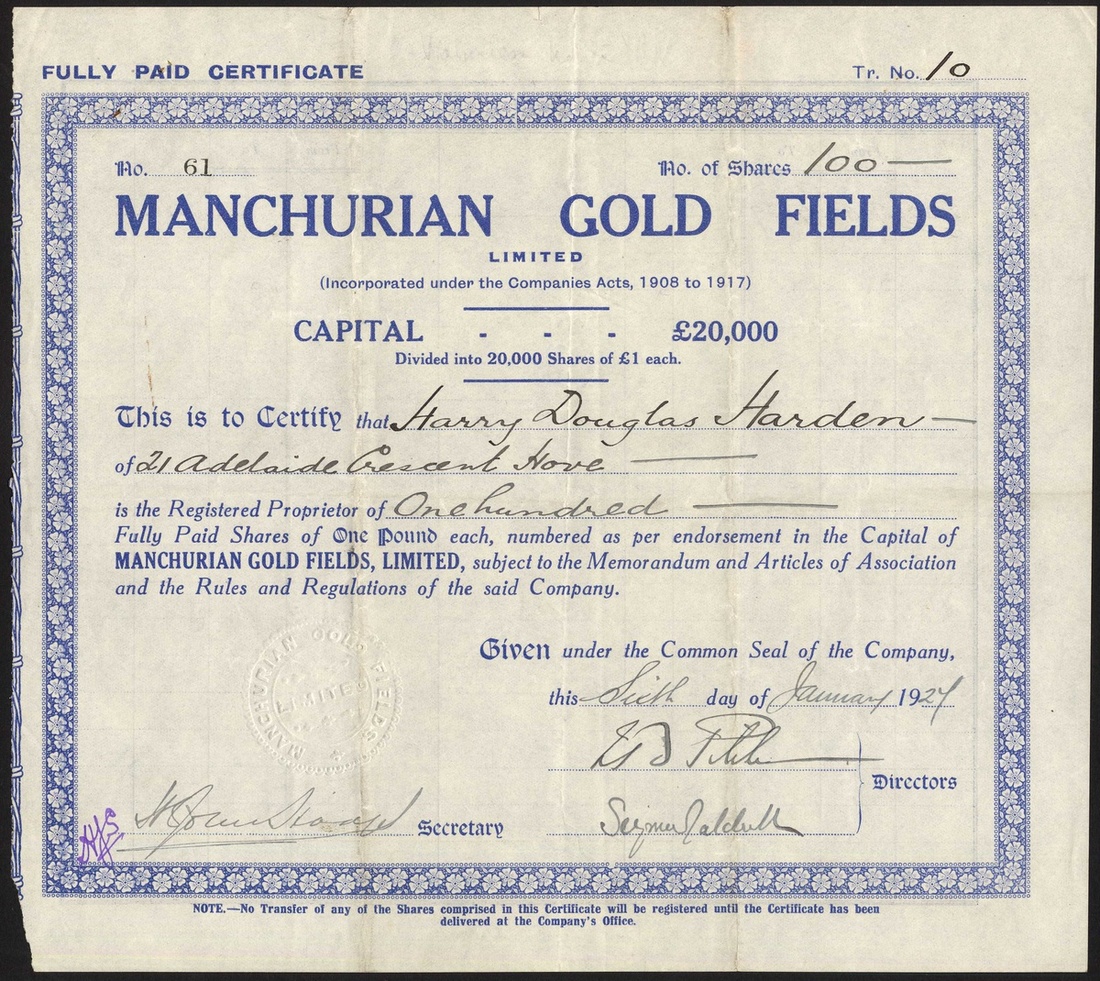 FULLY PAID CERTIFICATE Tr. No. 10
No. 61 No. of Shares 100 —
MANCHURIAN GOLD FIELDS
LIMITED
(Incorporated under the Companies Acts, 1908 to 1917)
CAPITAL - - - £20,000
Divided into 20,000 Shares of £1 each.
This is to Certify that Harry Douglas Harden —
of 21 Adelaide Crescent Hove —
is the Registered Proprietor of One hundred —
Fully Paid Shares of One Pound each, numbered as per endorsement in the Capital of
MANCHURIAN GOLD FIELDS, LIMITED, subject to the Memorandum and Articles of Association
and the Rules and Regulations of the said Company.
Given under the Common Seal of the Company,
this Sixth day of January 1924
MANCHURIAN GOLD FIELDS
LIMITED
Directors
Secretary
Seymour
NOTE.—No Transfer of any of the Shares comprised in this Certificate will be registered until the Certificate has been
delivered at the Company's Office.